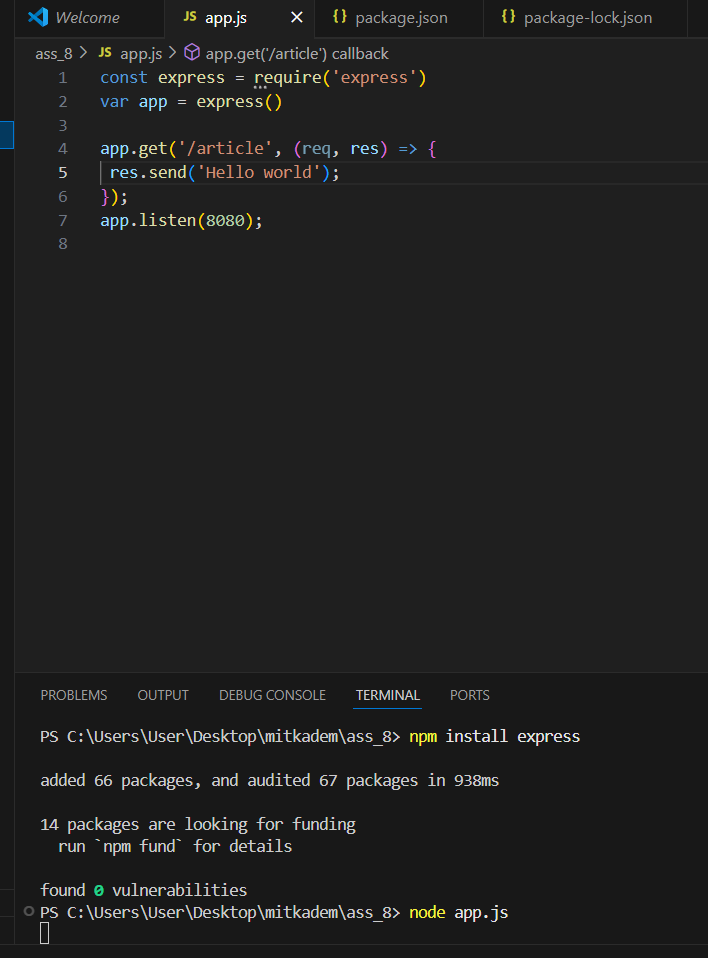 Welcome
JS app.js
{} package.json
{} package-lock.json
ass_8 > JS app.js > app.get('/article') callback
1 const express = require('express')
2 var app = express()
3
4 app.get('/article', (req, res) => {
5 res.send('Hello world');
6 });
7 app.listen(8080);
8
PROBLEMS OUTPUT DEBUG CONSOLE TERMINAL PORTS
PS C:\Users\User\Desktop\mitkadem\ass_8> npm install express
added 66 packages, and audited 67 packages in 938ms
14 packages are looking for funding
run `npm fund` for details
found 0 vulnerabilities
PS C:\Users\User\Desktop\mitkadem\ass_8> node app.js